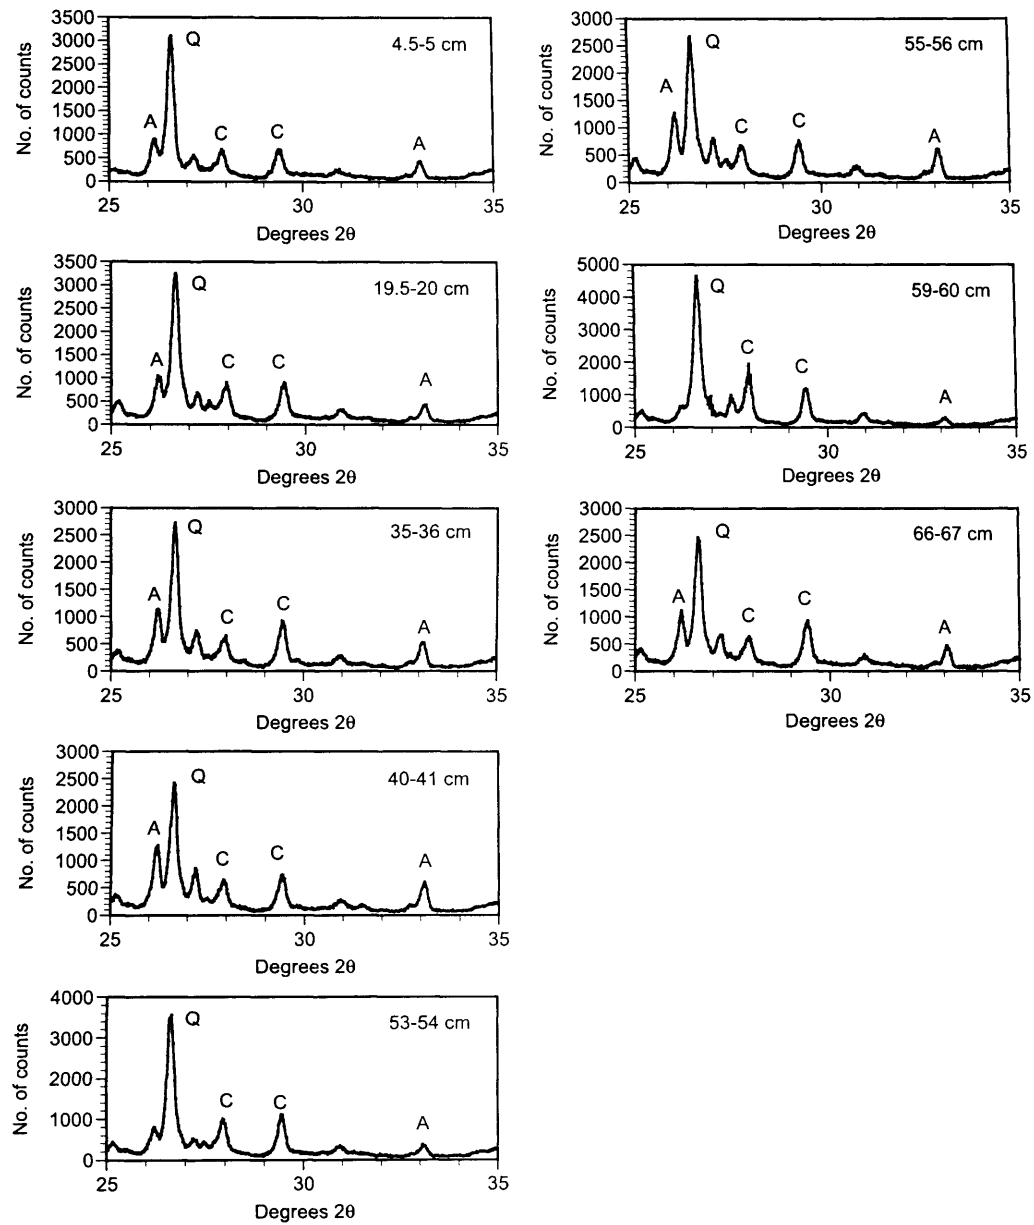 No. of counts
3500
3000
2500
2000
1500
1000
500
0
4.5-5 cm
Q
A
C
C
A
25
30
35
Degrees 2θ
No. of counts
3500
3000
2500
2000
1500
1000
500
0
19.5-20 cm
Q
A
C
C
A
25
30
35
Degrees 2θ
No. of counts
3000
2500
2000
1500
1000
500
0
35-36 cm
Q
A
C
C
A
25
30
35
Degrees 2θ
No. of counts
3000
2500
2000
1500
1000
500
0
40-41 cm
Q
A
C
C
A
25
30
35
Degrees 2θ
No. of counts
4000
3000
2000
1000
0
53-54 cm
Q
C
C
A
25
30
35
Degrees 2θ
No. of counts
3000
2500
2000
1500
1000
500
0
55-56 cm
Q
A
C
C
A
25
30
35
Degrees 2θ
No. of counts
5000
4000
3000
2000
1000
0
59-60 cm
Q
C
C
A
25
30
35
Degrees 2θ
No. of counts
3000
2500
2000
1500
1000
500
0
66-67 cm
Q
A
C
C
A
25
30
35
Degrees 2θ